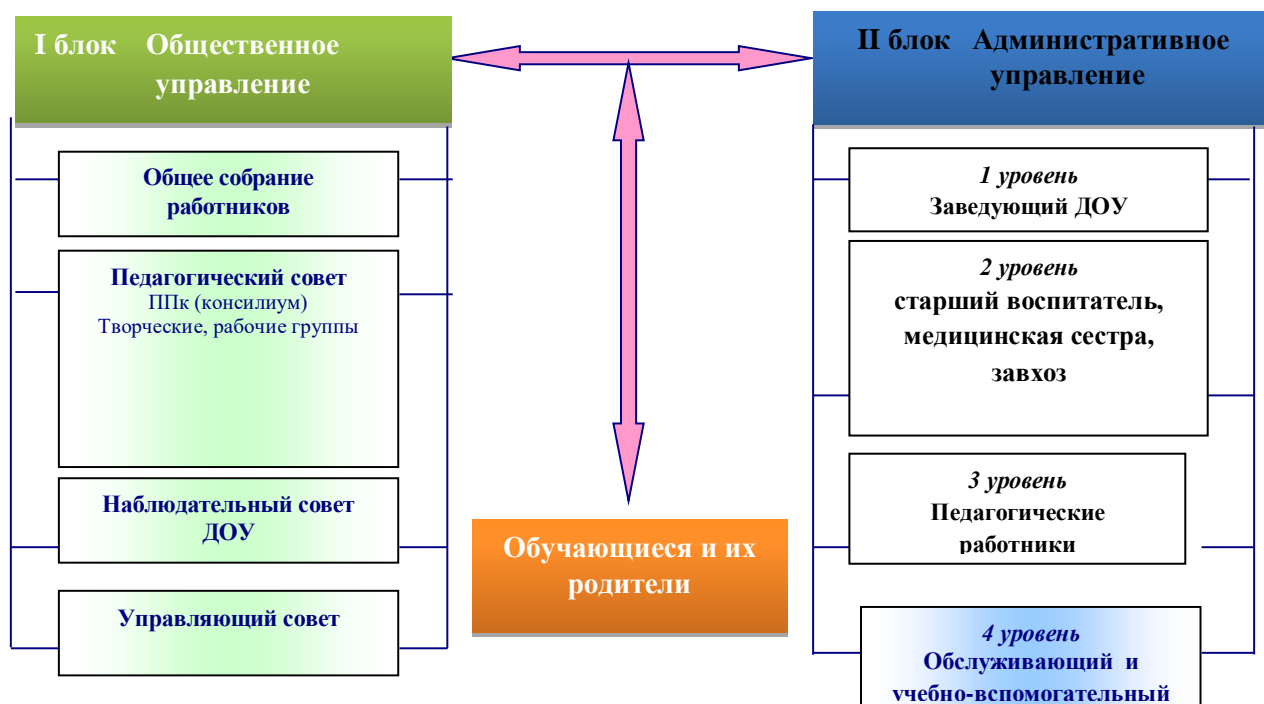 I блок Общественное
управление
Общее собрание
работников
Педагогический совет
ППк (консилиум)
Творческие, рабочие группы
Наблюдательный совет
ДОУ
Управляющий совет
Обучающиеся и их
родители
II блок Административное
управление
1 уровень
Заведующий ДОУ
2 уровень
старший воспитатель,
медицинская сестра,
завхоз
3 уровень
Педагогические
работники
4 уровень
Обслуживающий и
учебно-вспомогательный